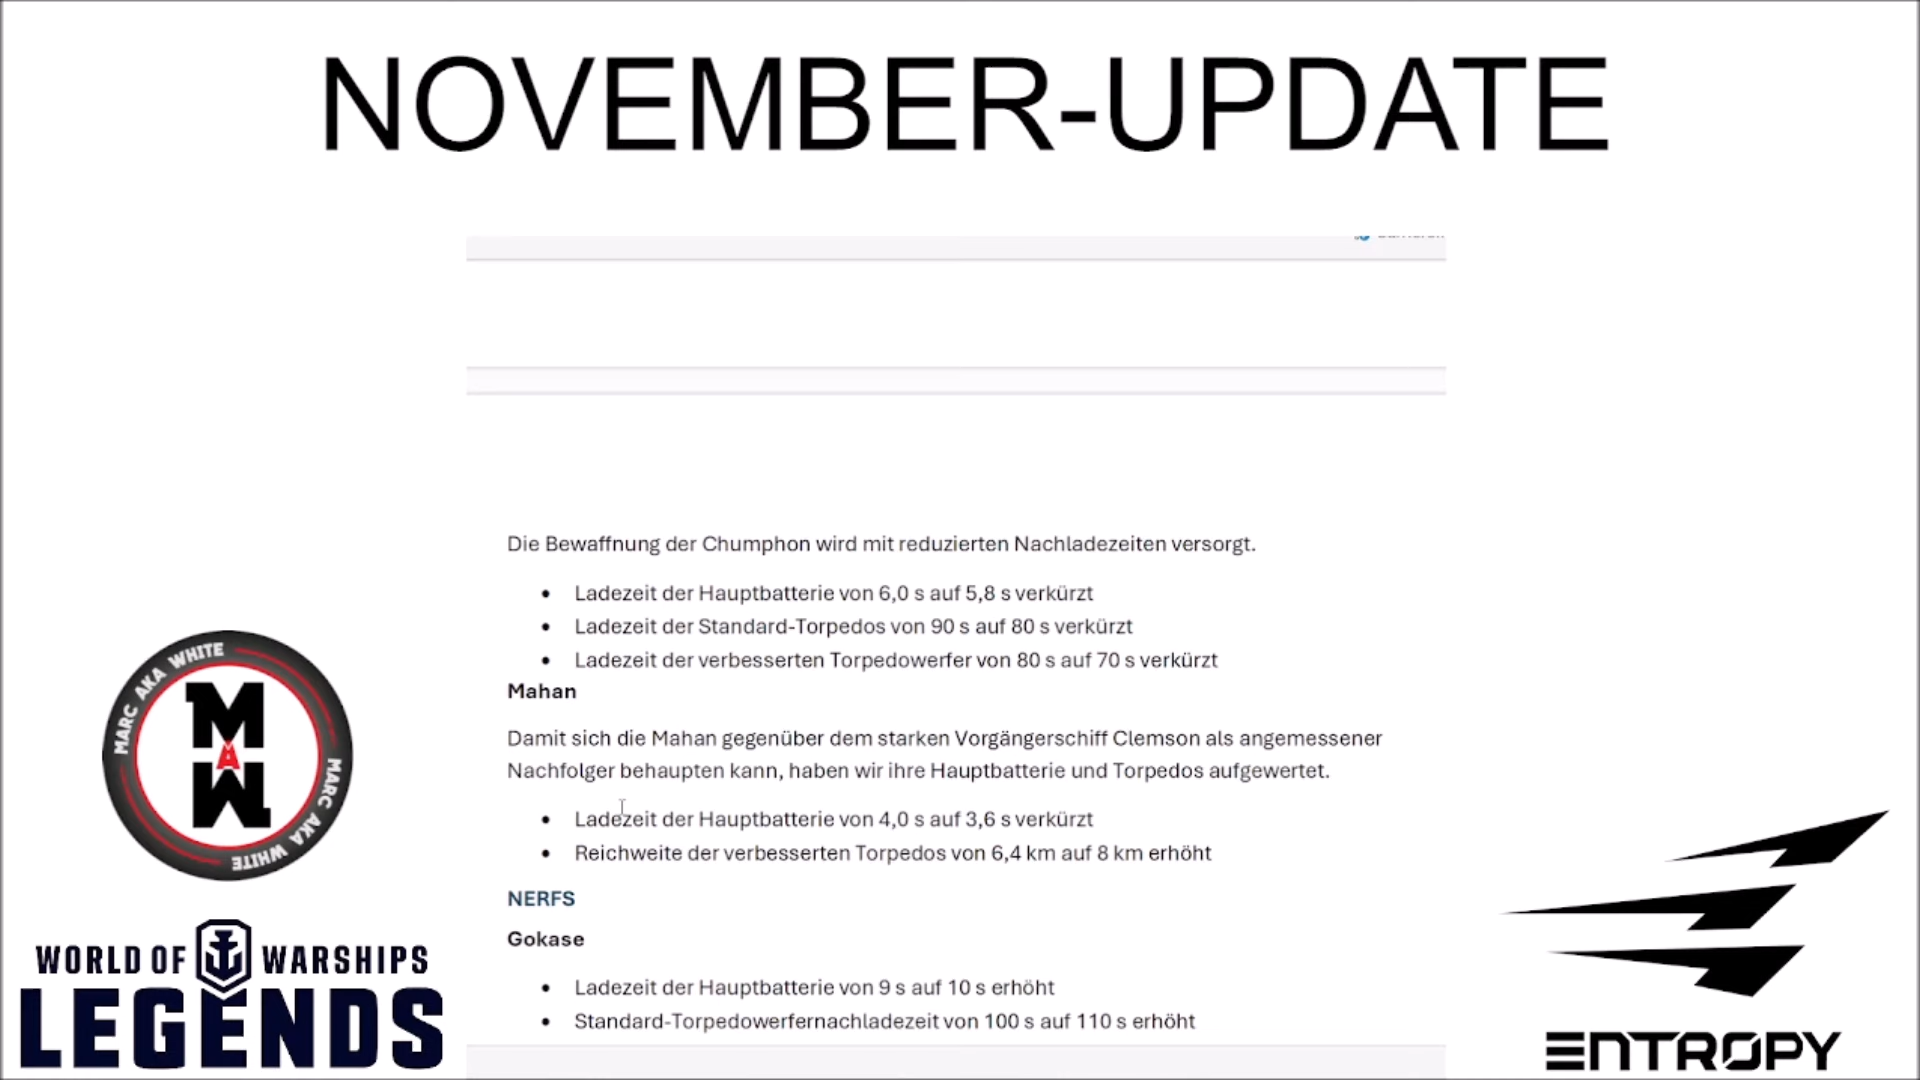 NOVEMBER-UPDATE
Die Bewaffnung der Chumphon wird mit reduzierten Nachladezeiten versorgt.
• Ladezeit der Hauptbatterie von 6,0 s auf 5,8 s verkürzt
• Ladezeit der Standard-Torpedos von 90 s auf 80 s verkürzt
• Ladezeit der verbesserten Torpedowerfer von 80 s auf 70 s verkürzt
Mahan
Damit sich die Mahan gegenüber dem starken Vorgängerschiff Clemson als angemessener
Nachfolger behaupten kann, haben wir ihre Hauptbatterie und Torpedos aufgewertet.
• Ladezeit der Hauptbatterie von 4,0 s auf 3,6 s verkürzt
• Reichweite der verbesserten Torpedos von 6,4 km auf 8 km erhöht
NERFS
Gokase
• Ladezeit der Hauptbatterie von 9 s auf 10 s erhöht
• Standard-Torpedowerfernachladezeit von 100 s auf 110 s erhöht
MARC AKA WHITE
MAW
MARC AKA WHITE
WORLD OF WARSHIPS
LEGENDS
ENTROPY